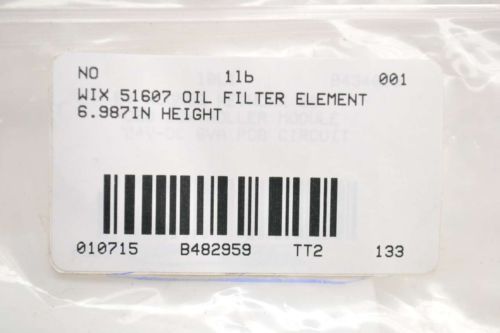 NO 1lb 001
WIX 51607 OIL FILTER ELEMENT
6.987IN HEIGHT
010715 B482959 TT2 133